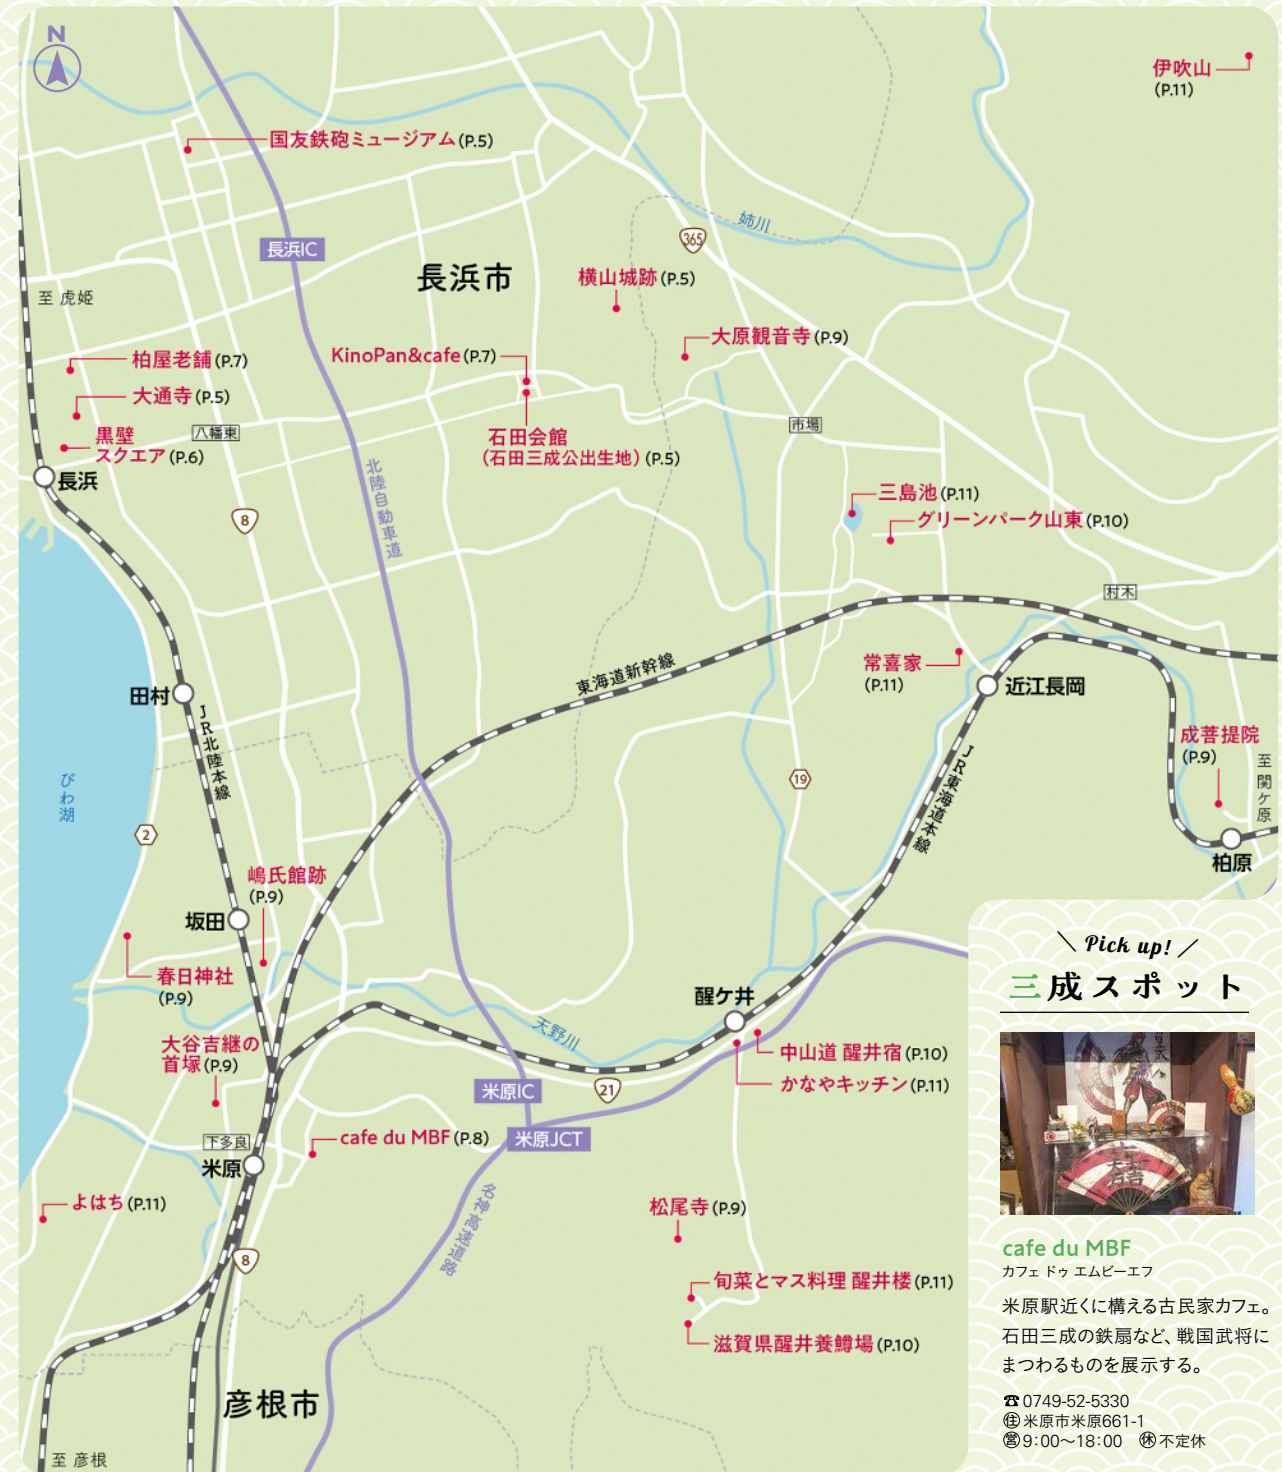 N
伊吹山
(P.11)
国友鉄砲ミュージアム(P.5)
姉川
365
長浜IC
長浜市
横山城跡(P.5)
至 虎姫
大原観音寺(P.9)
柏屋老舗(P.7)
KinoPan&cafe(P.7)
大通寺(P.5)
八幡東
市場
黒壁
スクエア(P.6)
石田会館
(石田三成公出生地)(P.5)
長浜
北陸自動車道
三島池(P.11)
グリーンパーク山東(P.10)
8
村木
東海道新幹線
常喜家
(P.11)
近江長岡
田村
JR北陸本線
成菩提院
(P.9)
至 関ケ原
びわ湖
19
JR東海道本線
2
柏原
嶋氏館跡
(P.9)
坂田
春日神社
(P.9)
醒ケ井
天野川
大谷吉継の
首塚(P.9)
中山道 醒井宿(P.10)
かなやキッチン(P.11)
米原IC
21
下多良
cafe du MBF(P.8)
米原JCT
米原
よはち(P.11)
名神高速道路
松尾寺(P.9)
8
旬菜とマス料理 醒井楼(P.11)
滋賀県醒井養鱒場(P.10)
彦根市
至 彦根
Pick up!
三成スポット
cafe du MBF
カフェ ドゥ エムビーエフ
米原駅近くに構える古民家カフェ。
石田三成の鉄扇など、戦国武将に
まつわるものを展示する。
☎0749-52-5330
㊟米原市米原661-1
営9:00〜18:00 休不定休